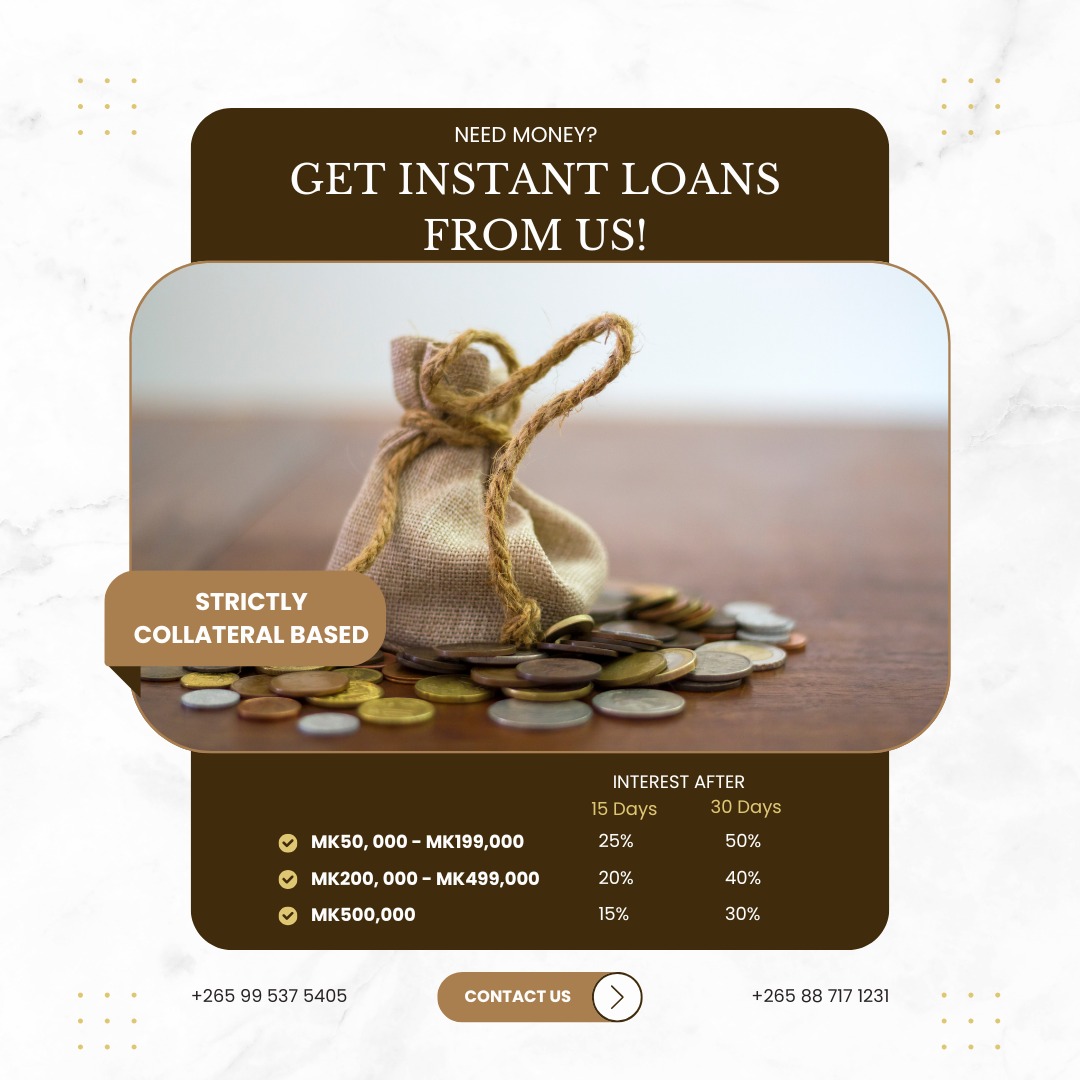 NEED MONEY?
GET INSTANT LOANS
FROM US!
STRICTLY
COLLATERAL BASED
INTEREST AFTER
15 Days 30 Days
MK50, 000 - MK199,000 25% 50%
MK200, 000 - MK499,000 20% 40%
MK500,000 15% 30%
+265 99 537 5405 CONTACT US +265 88 717 1231